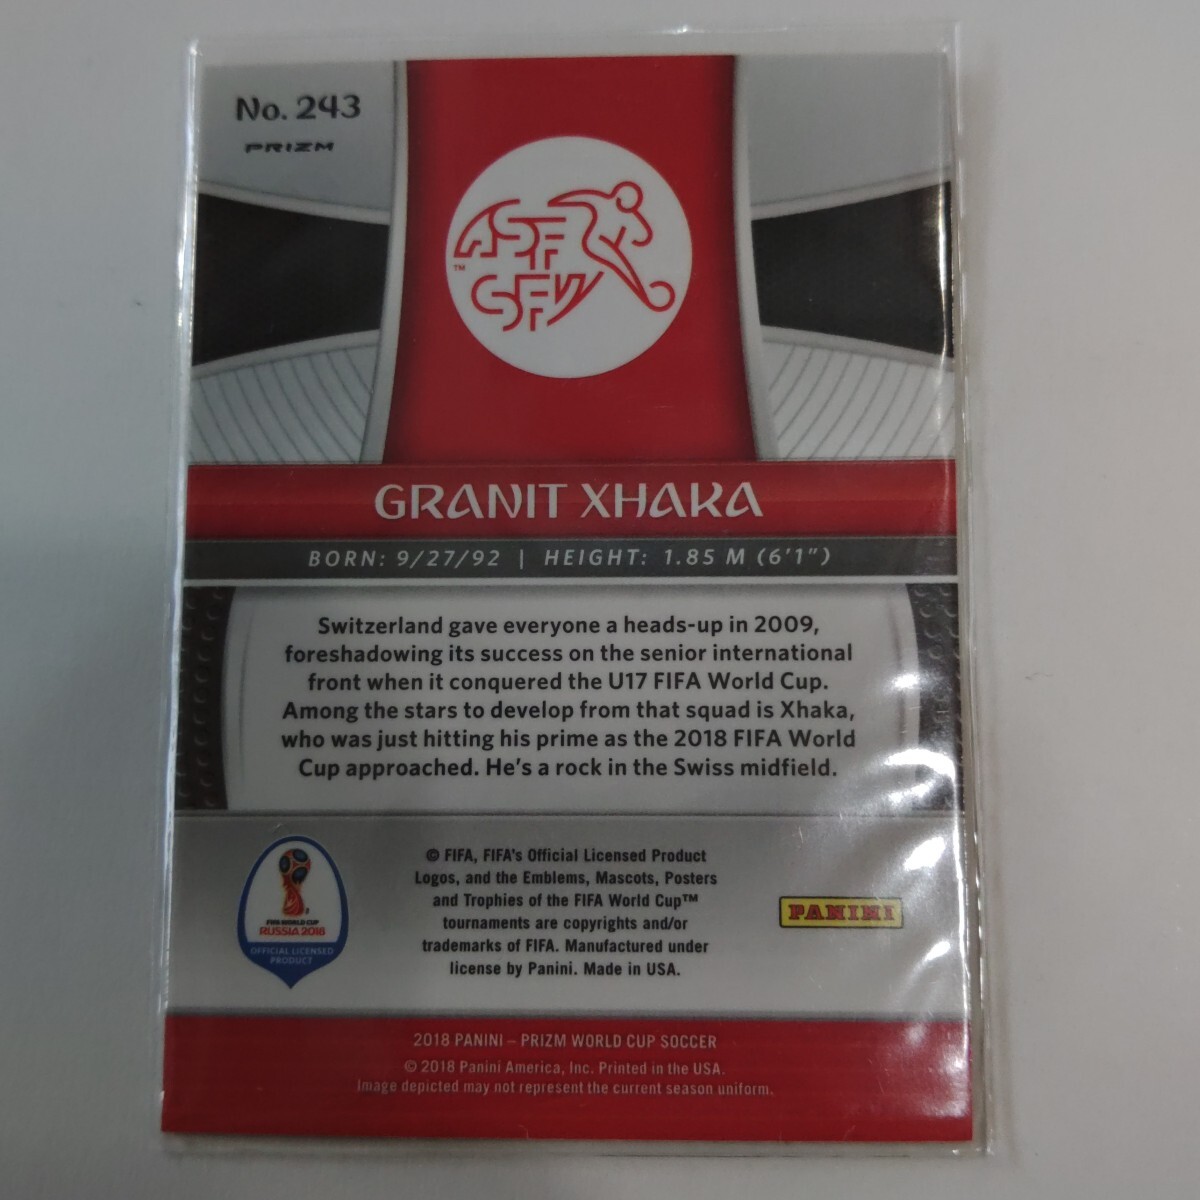 No. 243
PRIZM
ASF
SFV
™
GRANIT XHAKA
BORN: 9/27/92 | HEIGHT: 1.85 M (6'1")
Switzerland gave everyone a heads-up in 2009,
foreshadowing its success on the senior international
front when it conquered the U17 FIFA World Cup.
Among the stars to develop from that squad is Xhaka,
who was just hitting his prime as the 2018 FIFA World
Cup approached. He's a rock in the Swiss midfield.
FIFA WORLD CUP
RUSSIA 2018
OFFICIAL LICENSED
PRODUCT
© FIFA, FIFA's Official Licensed Product
Logos, and the Emblems, Mascots, Posters
and Trophies of the FIFA World Cup™
tournaments are copyrights and/or
trademarks of FIFA. Manufactured under
license by Panini. Made in USA.
PANINI
2018 PANINI – PRIZM WORLD CUP SOCCER
© 2018 Panini America, Inc. Printed in the USA.
Image depicted may not represent the current season uniform.